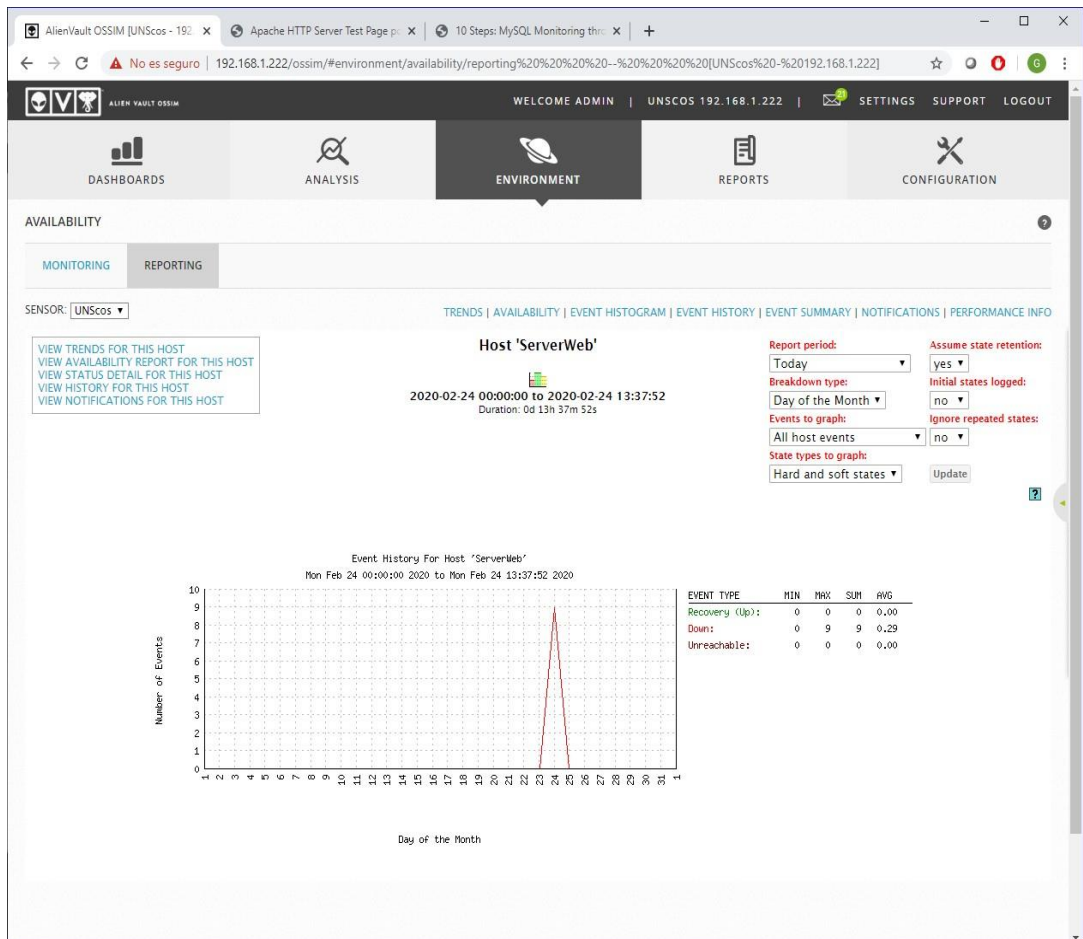 AlienVault OSSIM [UNScos - 192
Apache HTTP Server Test Page p
10 Steps: MySQL Monitoring thr
No es seguro | 192.168.1.222/ossim/#environment/availability/reporting%20%20%20%20--%20%20%20%20[UNScos%20-%20192.168.1.222]
G
AV ALIEN VAULT OSSIM
WELCOME ADMIN | UNSCOS 192.168.1.222 | 21 SETTINGS SUPPORT LOGOUT
DASHBOARDS ANALYSIS ENVIRONMENT REPORTS CONFIGURATION
AVAILABILITY ?
MONITORING REPORTING
SENSOR: UNScos
TRENDS | AVAILABILITY | EVENT HISTOGRAM | EVENT HISTORY | EVENT SUMMARY | NOTIFICATIONS | PERFORMANCE INFO
VIEW TRENDS FOR THIS HOST
VIEW AVAILABILITY REPORT FOR THIS HOST
VIEW STATUS DETAIL FOR THIS HOST
VIEW HISTORY FOR THIS HOST
VIEW NOTIFICATIONS FOR THIS HOST
Host 'ServerWeb'
2020-02-24 00:00:00 to 2020-02-24 13:37:52
Duration: 0d 13h 37m 52s
Report period: Assume state retention:
Today yes
Breakdown type: Initial states logged:
Day of the Month no
Events to graph: Ignore repeated states:
All host events no
State types to graph:
Hard and soft states Update
?
Event History For Host 'ServerWeb'
Mon Feb 24 00:00:00 2020 to Mon Feb 24 13:37:52 2020
Number of Events
10
9
8
7
6
5
4
3
2
1
0
1 2 3 4 5 6 7 8 9 10 11 12 13 14 15 16 17 18 19 20 21 22 23 24 25 26 27 28 29 30 31 1
Day of the Month
EVENT TYPE MIN MAX SUM AVG
Recovery (Up): 0 0 0 0.00
Down: 0 9 9 0.29
Unreachable: 0 0 0 0.00